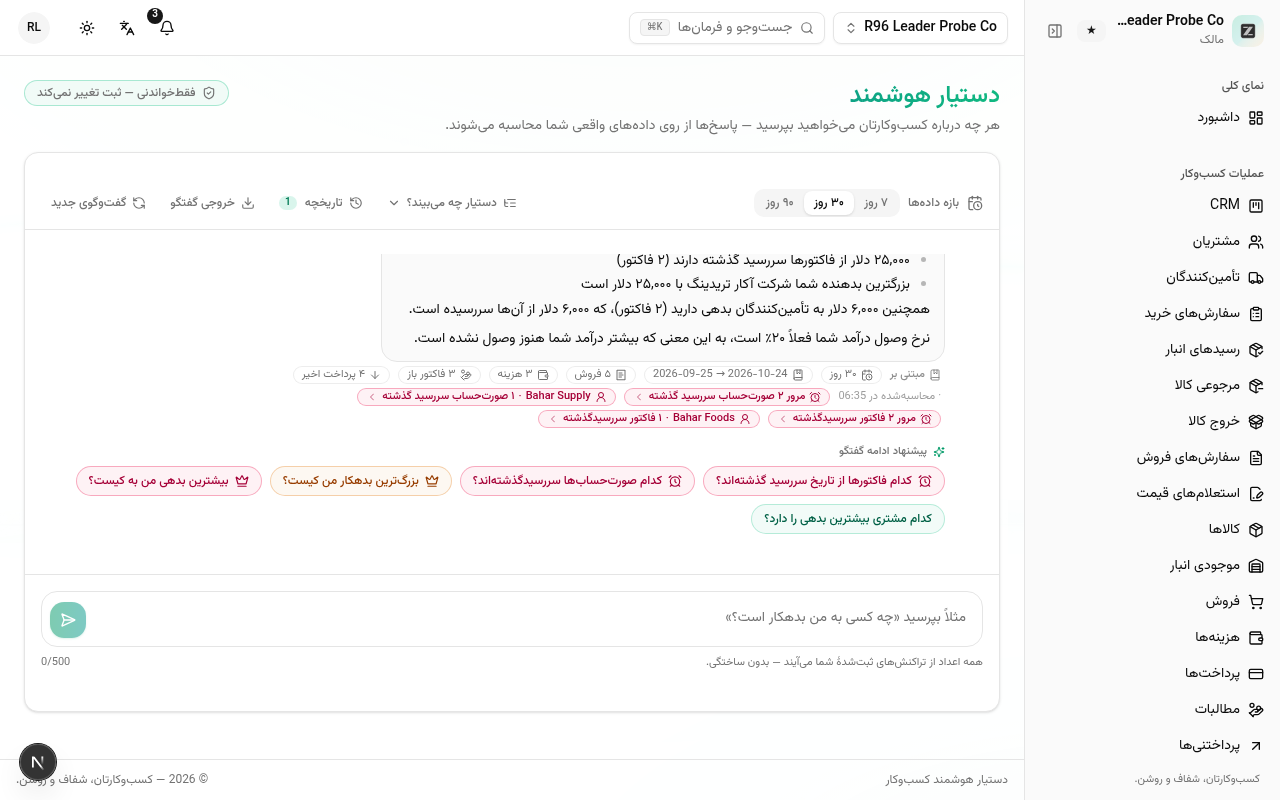 ...eader Probe Co
مالک
★
نمای کلی
داشبورد
عملیات کسب‌وکار
CRM
مشتریان
تأمین‌کنندگان
سفارش‌های خرید
رسیدهای انبار
مرجوعی کالا
خروج کالا
سفارش‌های فروش
استعلام‌های قیمت
کالاها
موجودی انبار
فروش
هزینه‌ها
پرداخت‌ها
مطالبات
پرداختنی‌ها
کسب‌وکارتان، شفاف و روشن.
R96 Leader Probe Co
جست‌وجو و فرمان‌ها ⌘K
3
RL
دستیار هوشمند
فقط‌خواندنی — ثبت تغییر نمی‌کند
هر چه درباره کسب‌وکارتان می‌خواهید بپرسید — پاسخ‌ها از روی داده‌های واقعی شما محاسبه می‌شوند.
بازه داده‌ها ۷ روز ۳۰ روز ۹۰ روز
دستیار چه می‌بیند؟ تاریخچه 1 خروجی گفتگو گفت‌وگوی جدید
• ۲۵,۰۰۰ دلار از فاکتورها سررسید گذشته دارند (۲ فاکتور)
• بزرگترین بدهنده شما شرکت آکار تریدینگ با ۲۵,۰۰۰ دلار است
همچنین ۶,۰۰۰ دلار به تأمین‌کنندگان بدهی دارید (۲ فاکتور)، که ۶,۰۰۰ دلار از آن‌ها سررسیده است.
نرخ وصول درآمد شما فعلاً ۲۰٪ است، به این معنی که بیشتر درآمد شما هنوز وصول نشده است.
مبتنی بر ۳۰ روز 2026-09-25 → 2026-10-24 ۵ فروش ۳ هزینه ۳ فاکتور باز ۴ پرداخت اخیر
· محاسبه‌شده در 06:35 مرور ۲ صورت‌حساب سررسید گذشته Bahar Supply · ۱ صورت‌حساب سررسید گذشته
مرور ۲ فاکتور سررسیدگذشته Bahar Foods · ۱ فاکتور سررسیدگذشته
پیشنهاد ادامه گفتگو
کدام فاکتورها از تاریخ سررسید گذشته‌اند؟ کدام صورت‌حساب‌ها سررسیدگذشته‌اند؟ بزرگ‌ترین بدهکار من کیست؟ بیشترین بدهی من به کیست؟
کدام مشتری بیشترین بدهی را دارد؟
مثلاً بپرسید «چه کسی به من بدهکار است؟»
همه اعداد از تراکنش‌های ثبت‌شدهٔ شما می‌آیند — بدون ساختگی.
0/500
دستیار هوشمند کسب‌وکار
© 2026 — کسب‌وکارتان، شفاف و روشن.
N